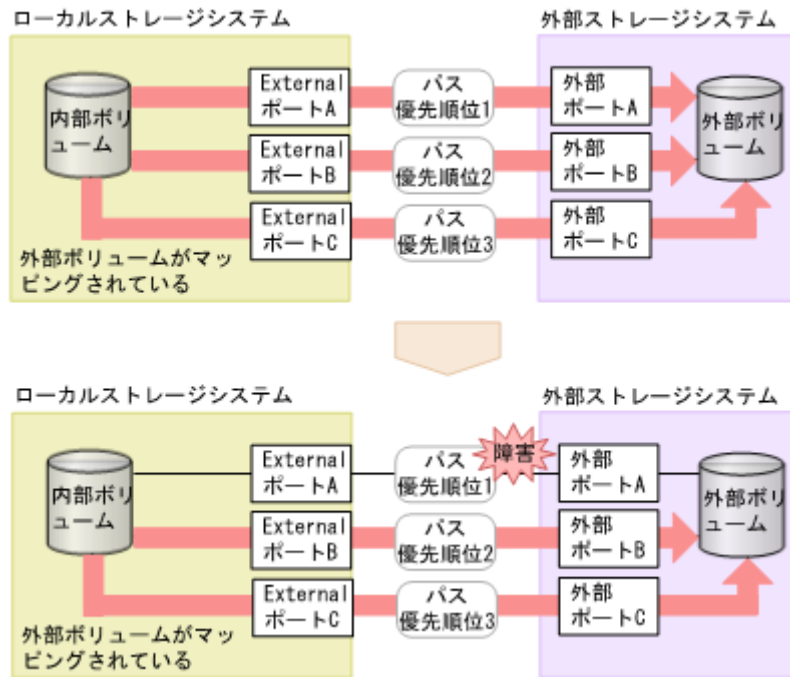 ローカルストレージシステム
外部ストレージシステム
内部ボリ
ューム
External
ポートA
パス
優先順位1
外部
ポートA
外部ボリ
ューム
External
ポートB
パス
優先順位2
外部
ポートB
External
ポートC
パス
優先順位3
外部
ポートC
外部ボリュームがマッ
ピングされている
ローカルストレージシステム
外部ストレージシステム
内部ボリ
ューム
External
ポートA
パス
優先順位1
障害
外部
ポートA
外部ボリ
ューム
External
ポートB
パス
優先順位2
外部
ポートB
External
ポートC
パス
優先順位3
外部
ポートC
外部ボリュームがマッ
ピングされている